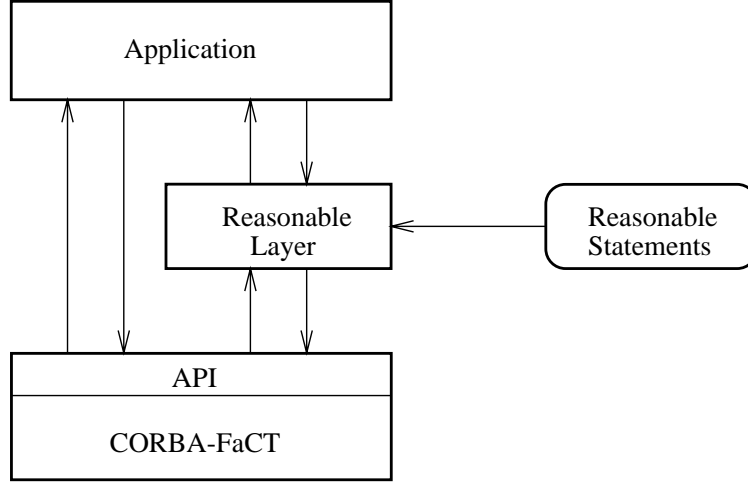 Application
Reasonable
Layer
Reasonable
Statements
API
CORBA-FaCT